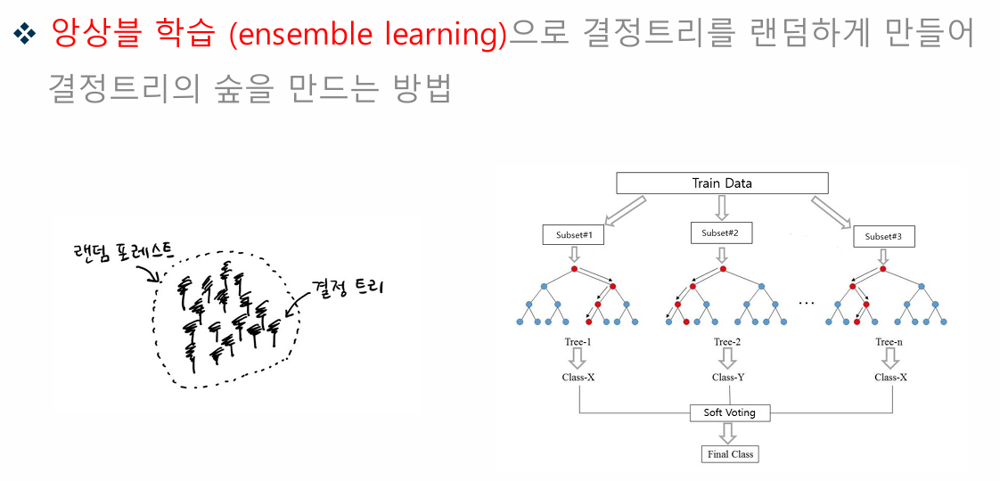 ❖ 앙상블 학습 (ensemble learning)으로 결정트리를 랜덤하게 만들어
결정트리의 숲을 만드는 방법
랜덤 포레스트
결정 트리
Train Data
Subset#1
Subset#2
Subset#3
...
Tree-1
Tree-2
Tree-n
Class-X
Class-Y
Class-X
Soft Voting
Final Class